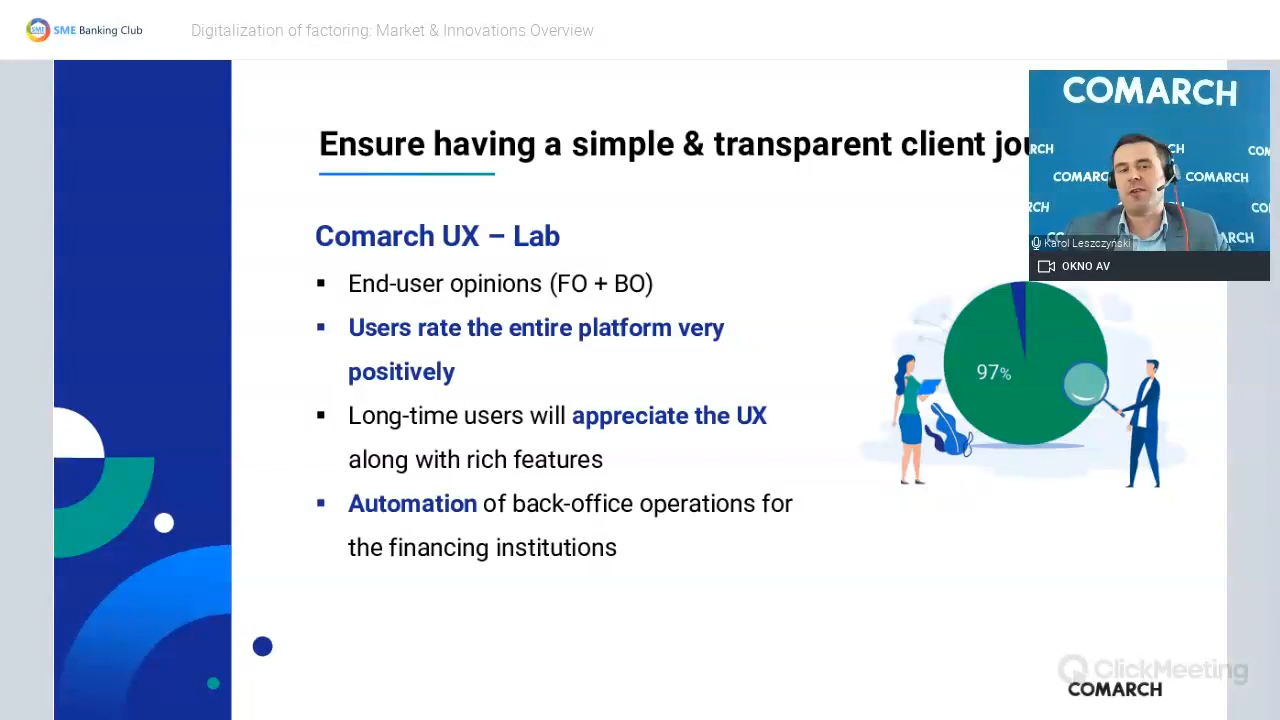 SME Banking Club
Digitalization of factoring: Market & Innovations Overview
Ensure having a simple & transparent client jou
COMARCH
COMARCH
COMARCH
Karol Leszczyński
OKNO AV
Comarch UX – Lab
▪ End-user opinions (FO + BO)
▪ Users rate the entire platform very
positively
▪ Long-time users will appreciate the UX
along with rich features
▪ Automation of back-office operations for
the financing institutions
97%
ClickMeeting
COMARCH